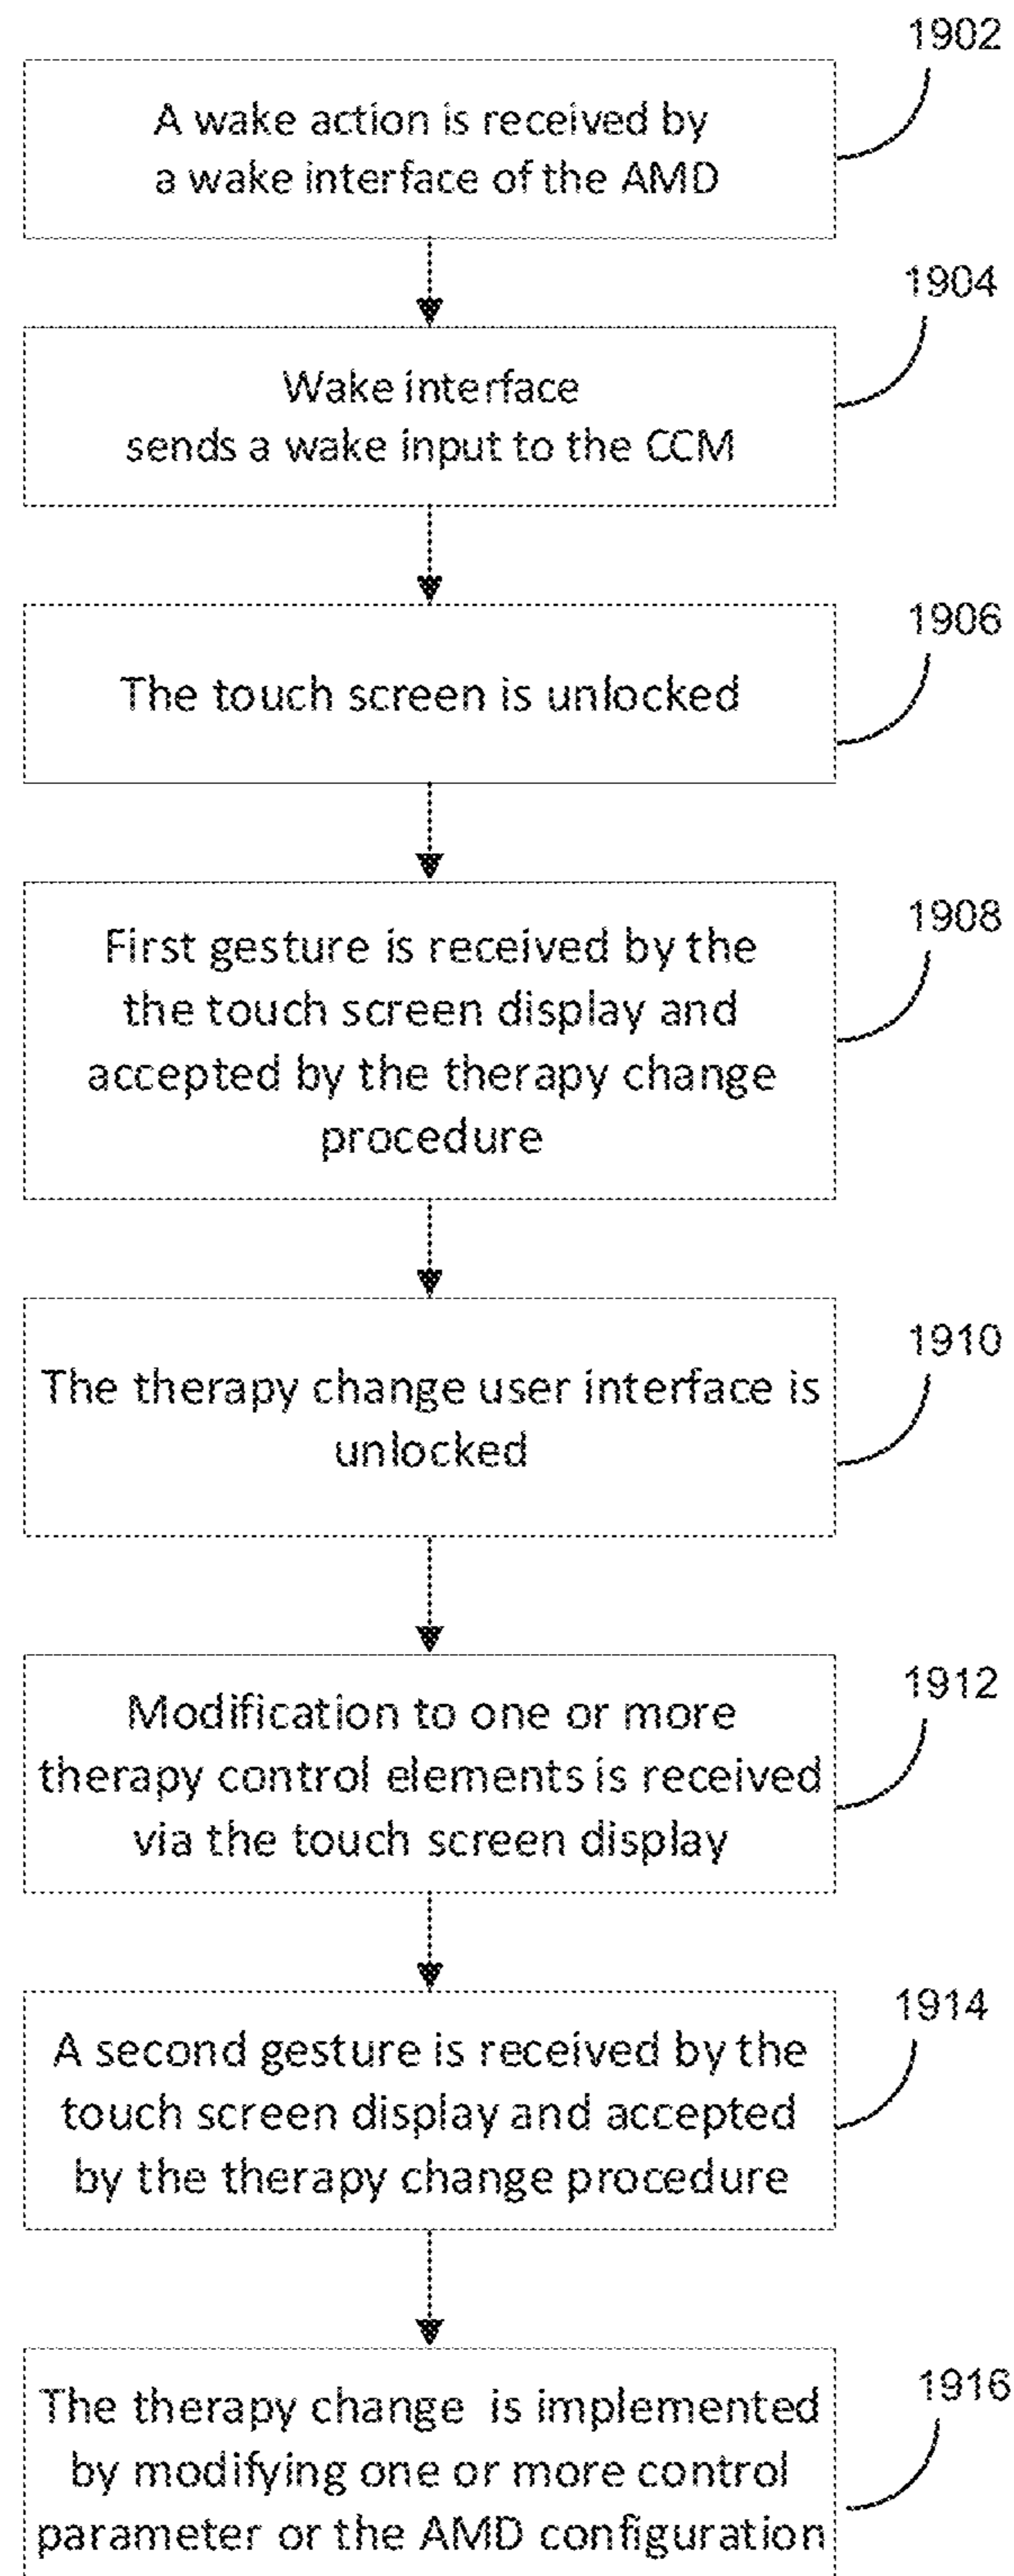 1902
A wake action is received by
a wake interface of the AMD
1904
Wake interface
sends a wake input to the CCM
1906
The touch screen is unlocked
1908
First gesture is received by the
the touch screen display and
accepted by the therapy change
procedure
1910
The therapy change user interface is
unlocked
1912
Modification to one or more
therapy control elements is received
via the touch screen display
1914
A second gesture is received by the
touch screen display and accepted
by the therapy change procedure
1916
The therapy change is implemented
by modifying one or more control
parameter or the AMD configuration